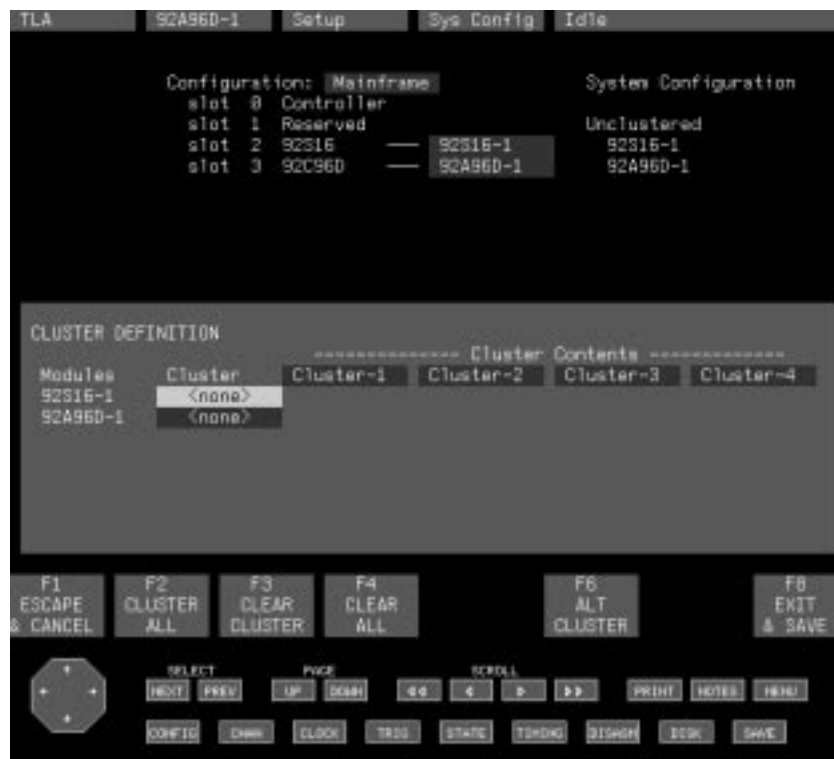 TLA 92A96D-1 Setup Sys Config Idle
Configuration: Mainframe System Configuration
slot 0 Controller
slot 1 Reserved Unclustered
slot 2 92S16 —— 92S16-1 92S16-1
slot 3 92C96D —— 92A96D-1 92A96D-1
CLUSTER DEFINITION
-------------- Cluster Contents -------------
Modules Cluster Cluster-1 Cluster-2 Cluster-3 Cluster-4
92S16-1 <none>
92A96D-1 <none>
F1 F2 F3 F4 F6 F8
ESCAPE CLUSTER CLEAR CLEAR ALT EXIT
& CANCEL ALL CLUSTER ALL CLUSTER & SAVE
SELECT PAGE SCROLL
NEXT PREV UP DOWN PRINT NOTES MENU
CONFIG CHAN CLOCK TRIG STATE TIMING DISASM DISK SAVE